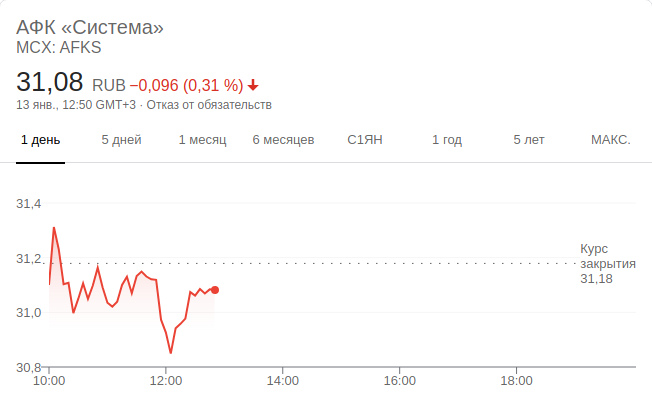 АФК «Система»
MCX: AFKS
31,08 RUB −0,096 (0,31 %)
13 янв., 12:50 GMT+3 · Отказ от обязательств
1 день 5 дней 1 месяц 6 месяцев С1ЯН 1 год 5 лет МАКС.
31,4
31,2
31,0
30,8
Курс
закрытия
31,18
10:00 12:00 14:00 16:00 18:00